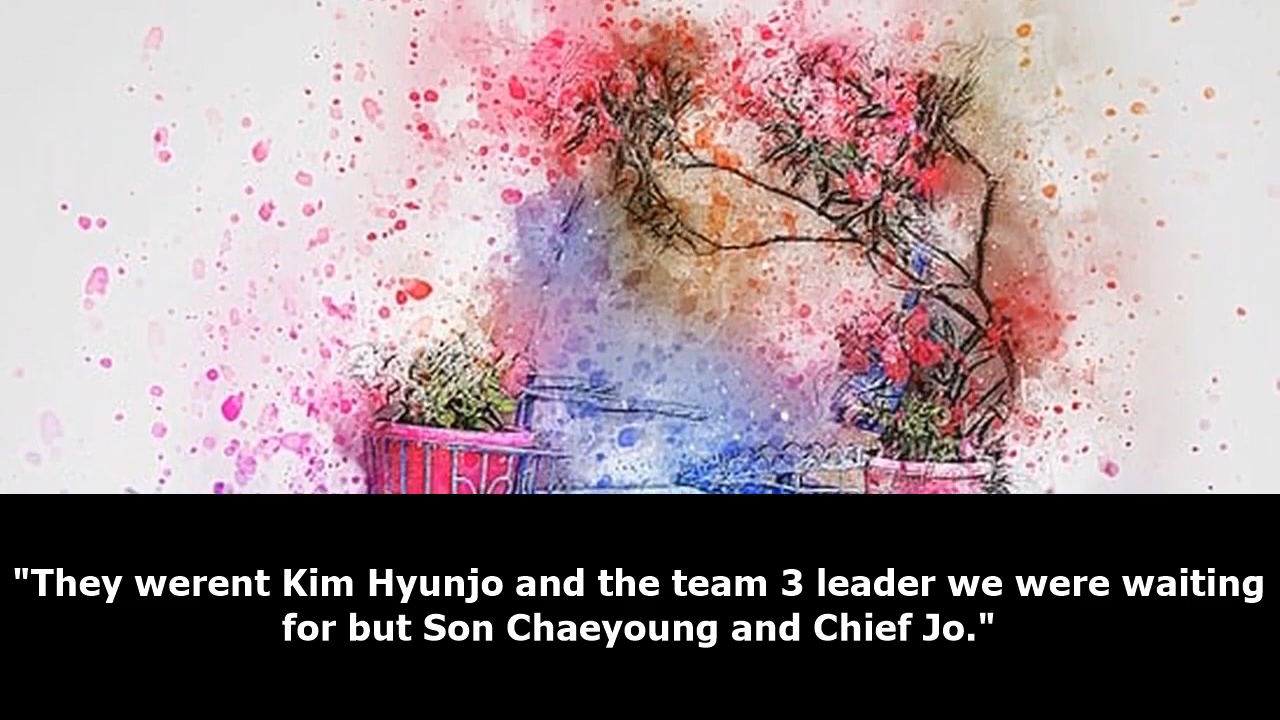 "They werent Kim Hyunjo and the team 3 leader we were waiting
for but Son Chaeyoung and Chief Jo."